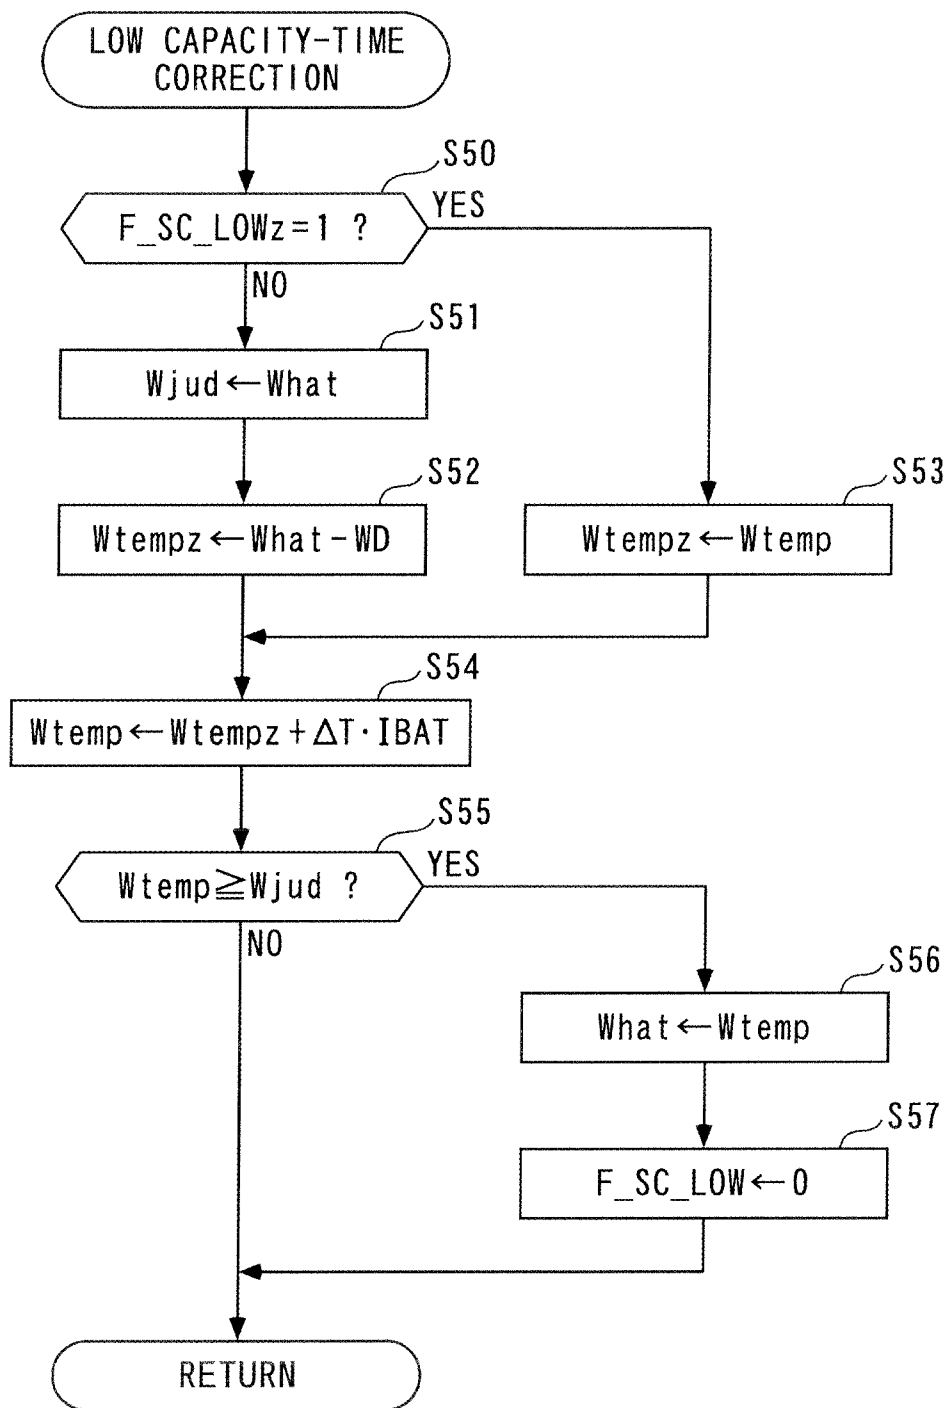 LOW CAPACITY-TIME
CORRECTION
S50
F_SC_LOWz=1 ?
YES
NO
S51
Wjud←What
S52
Wtempz←What-WD
S53
Wtempz←Wtemp
S54
Wtemp←Wtempz+ΔT·IBAT
S55
Wtemp≧Wjud ?
YES
NO
S56
What←Wtemp
S57
F_SC_LOW←0
RETURN